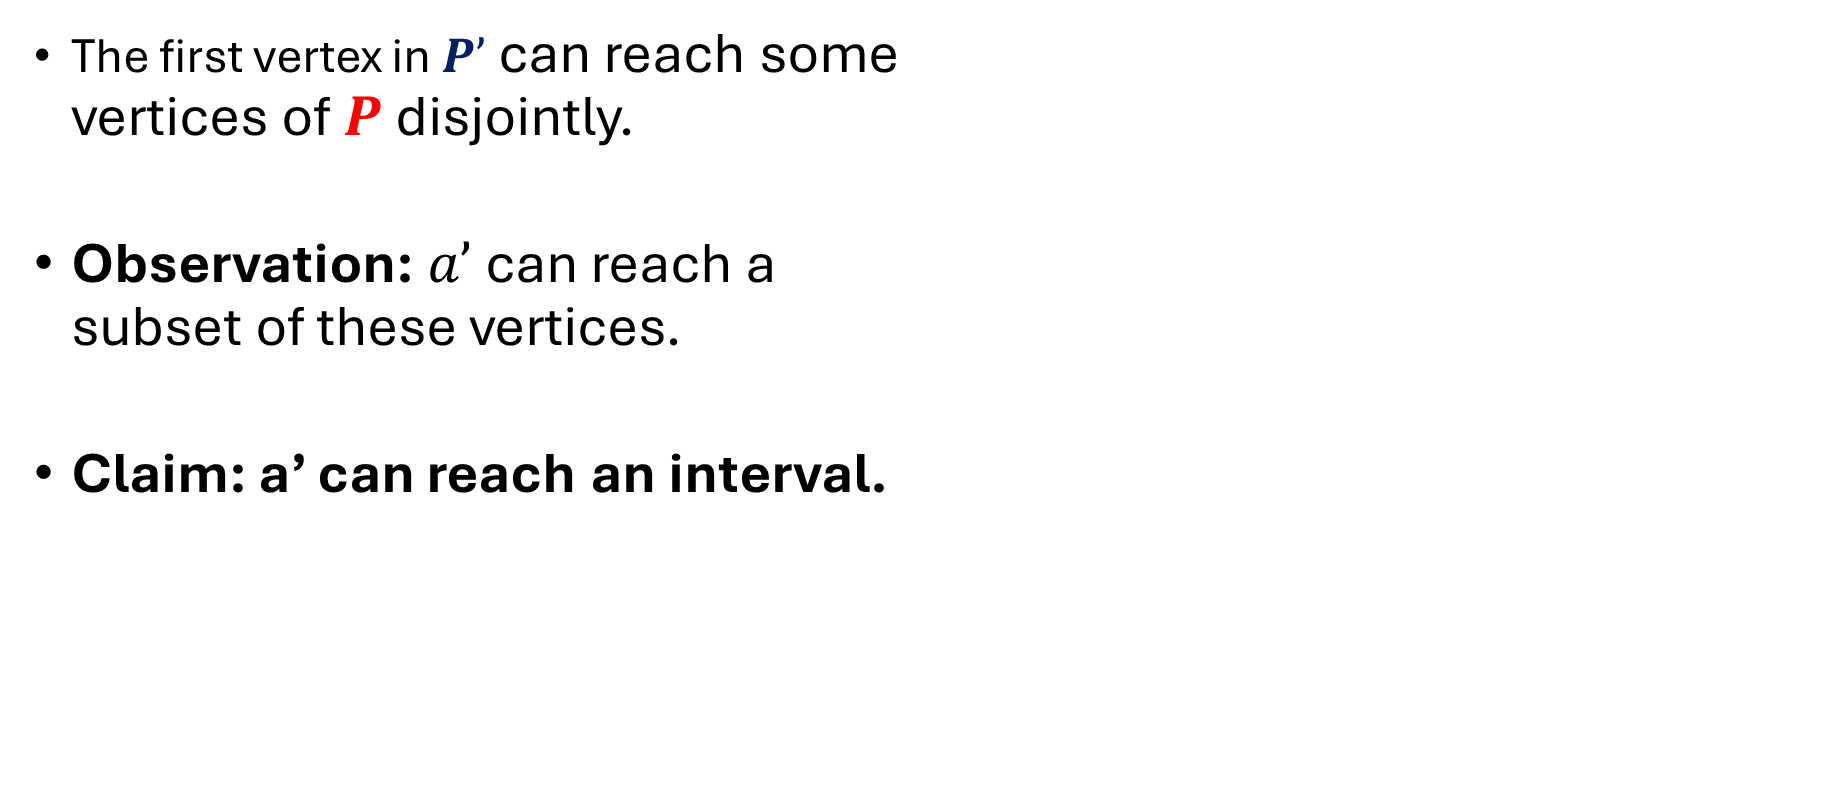 • The first vertex in P’ can reach some
vertices of P disjointly.
• Observation: a’ can reach a
subset of these vertices.
• Claim: a’ can reach an interval.